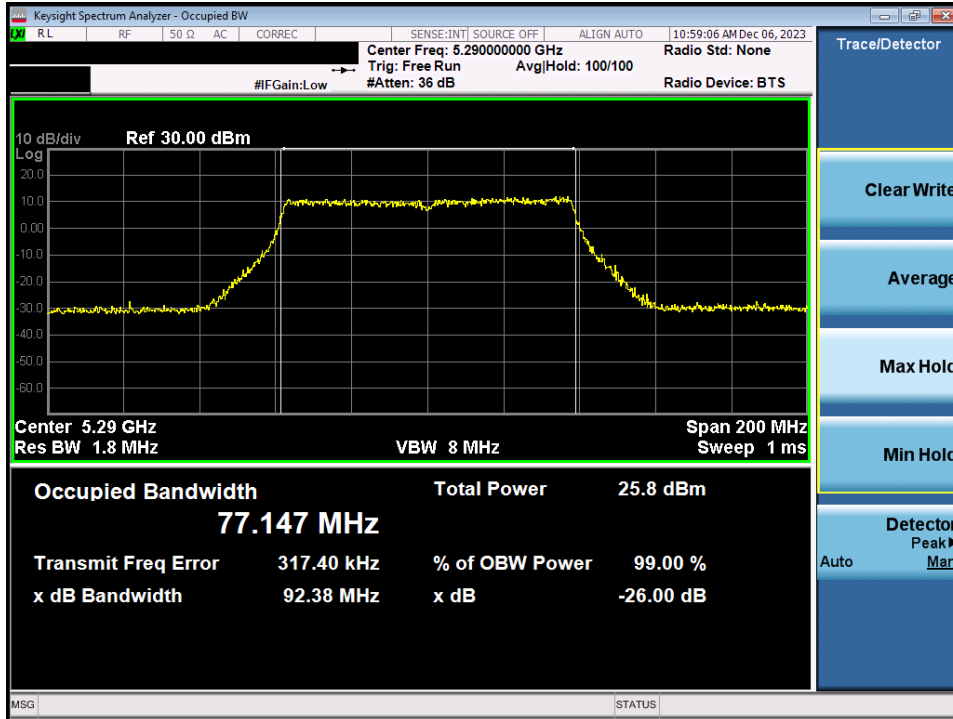 Keysight Spectrum Analyzer - Occupied BW
LXI RL RF 50 Ω AC CORREC SENSE:INT SOURCE OFF ALIGN AUTO 10:59:06 AM Dec 06, 2023
Center Freq: 5.290000000 GHz Radio Std: None
Trig: Free Run Avg|Hold: 100/100
#IFGain:Low #Atten: 36 dB Radio Device: BTS
Trace/Detector
10 dB/div Ref 30.00 dBm
Log
20.0
10.0
0.00
-10.0
-20.0
-30.0
-40.0
-50.0
-60.0
Center 5.29 GHz Span 200 MHz
Res BW 1.8 MHz VBW 8 MHz Sweep 1 ms
Occupied Bandwidth Total Power 25.8 dBm
77.147 MHz
Transmit Freq Error 317.40 kHz % of OBW Power 99.00 %
x dB Bandwidth 92.38 MHz x dB -26.00 dB
Clear Write
Average
Max Hold
Min Hold
Detector
Peak▶
Auto Man
MSG STATUS